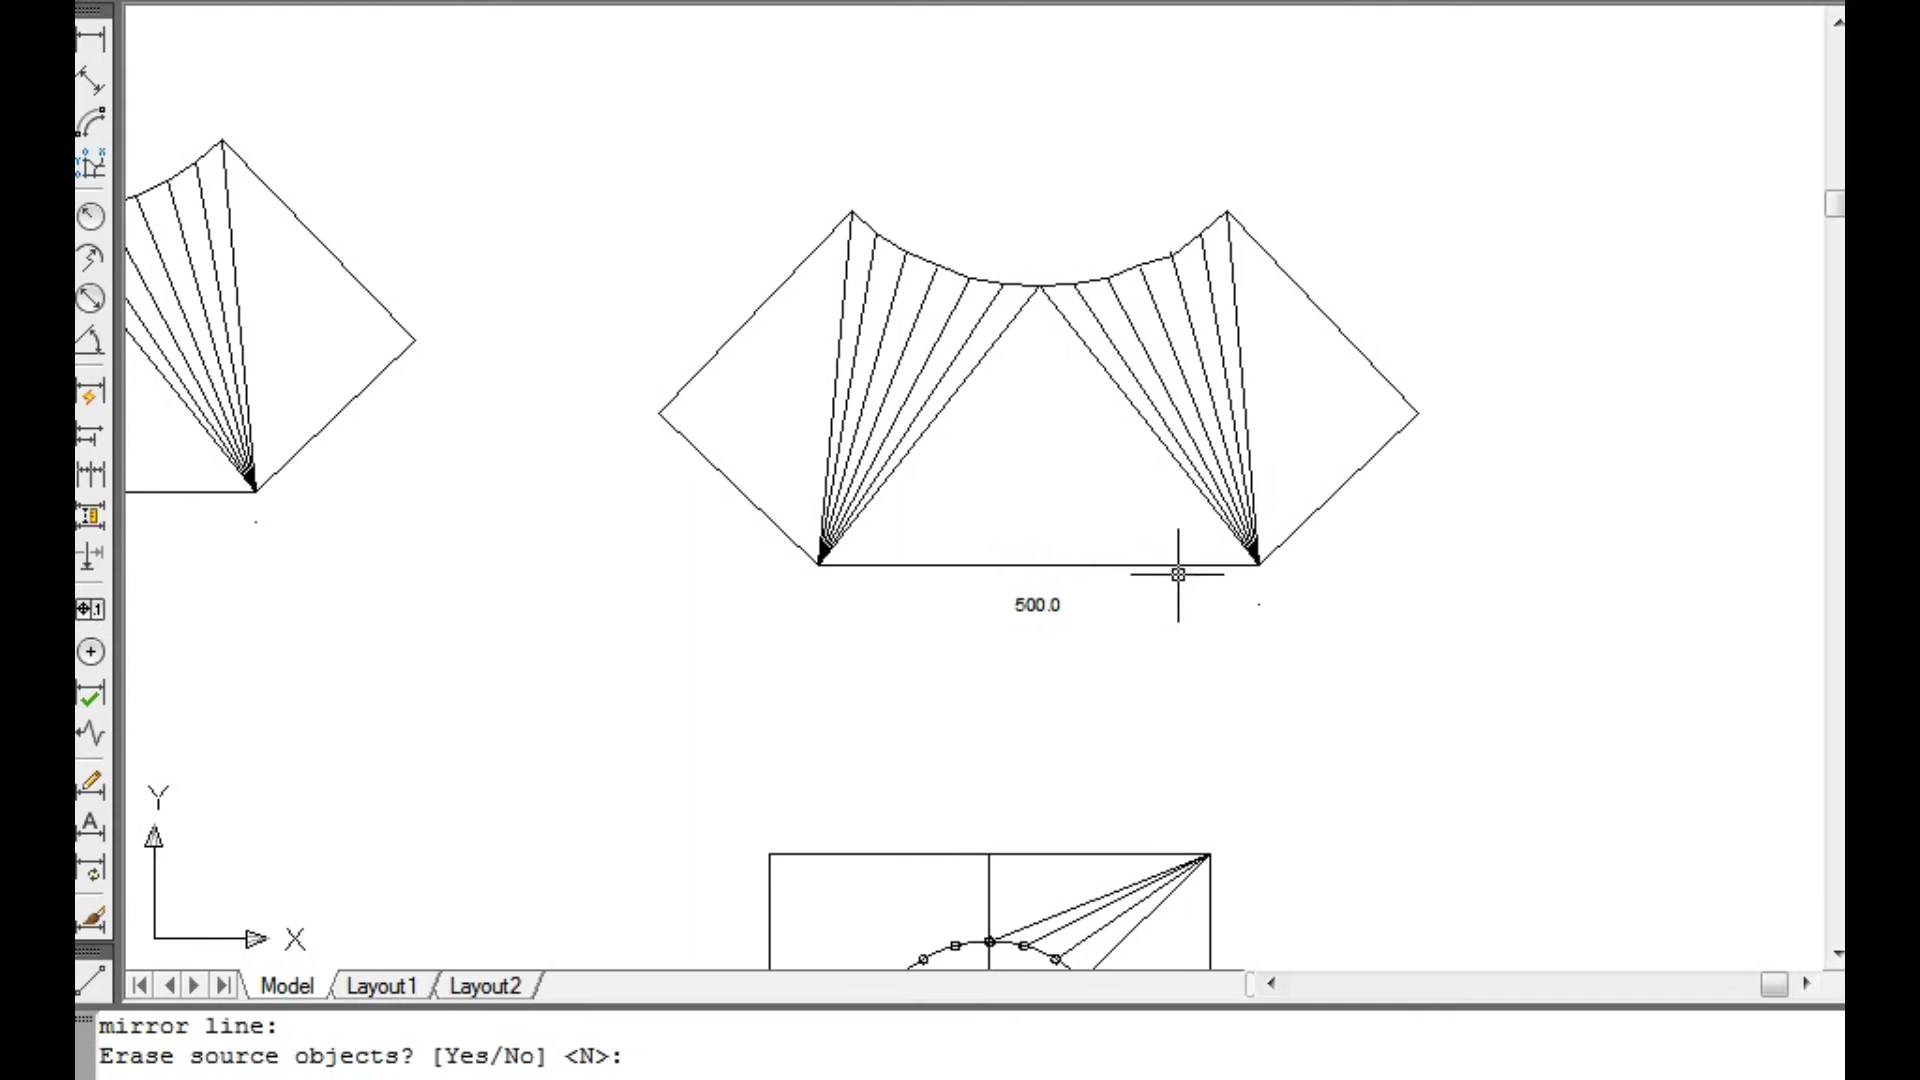 500.0
Y
X
Model
Layout1
Layout2
mirror line:
Erase source objects? [Yes/No] <N>: